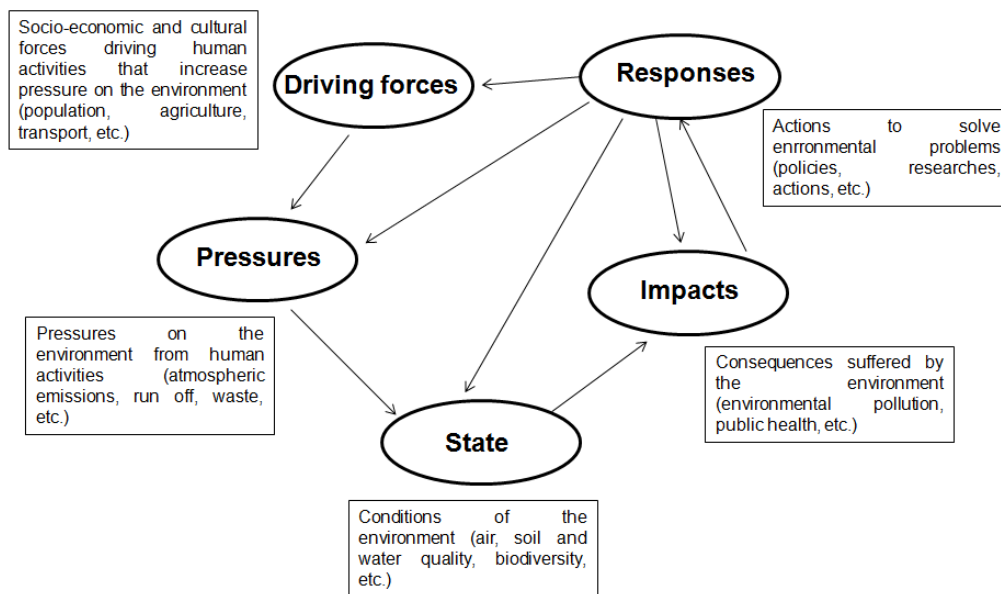 Socio-economic and cultural
forces driving human
activities that increase
pressure on the environment
(population, agriculture,
transport, etc.)
Driving forces
Responses
Actions to solve
enrronmental problems
(policies, researches,
actions, etc.)
Pressures
Impacts
Pressures on the
environment from human
activities (atmospheric
emissions, run off, waste,
etc.)
Consequences suffered by
the environment
(environmental pollution,
public health, etc.)
State
Conditions of the
environment (air, soil and
water quality, biodiversity,
etc.)